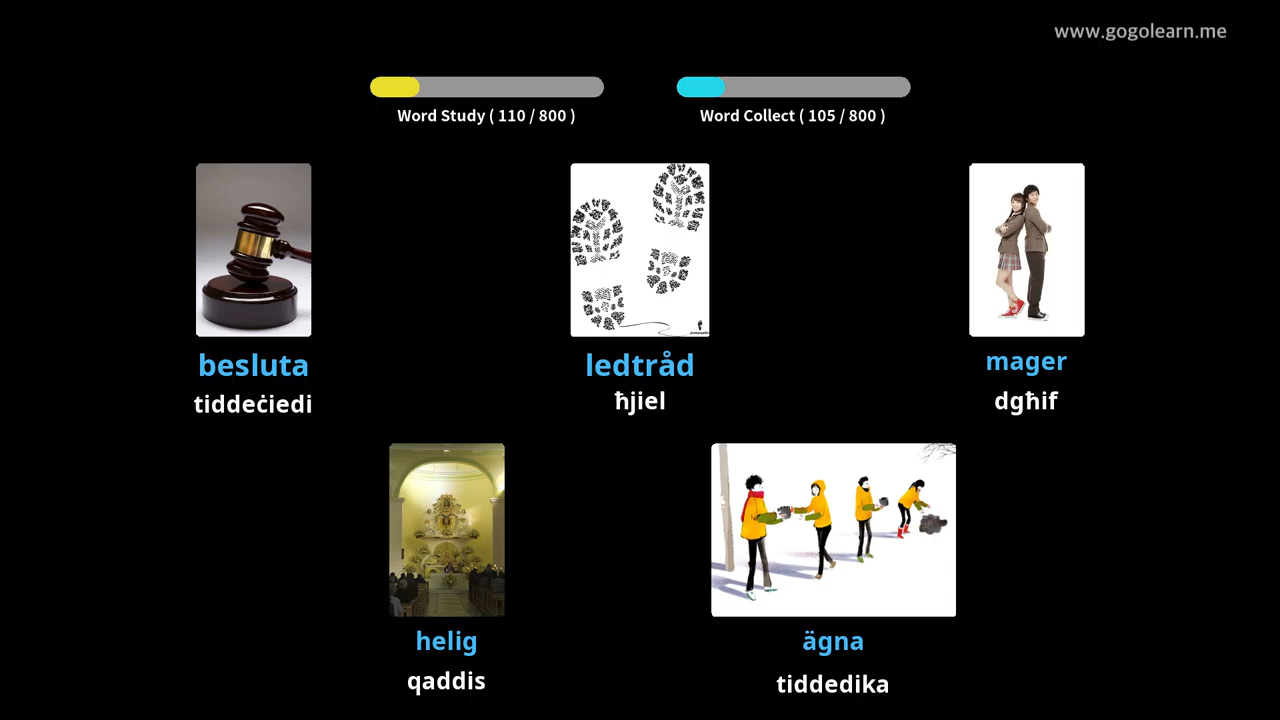 www.gogolearn.me
Word Study ( 110 / 800 )
Word Collect ( 105 / 800 )
besluta
tiddeċiedi
ledtråd
ħjiel
mager
dgħif
helig
qaddis
ägna
tiddedika